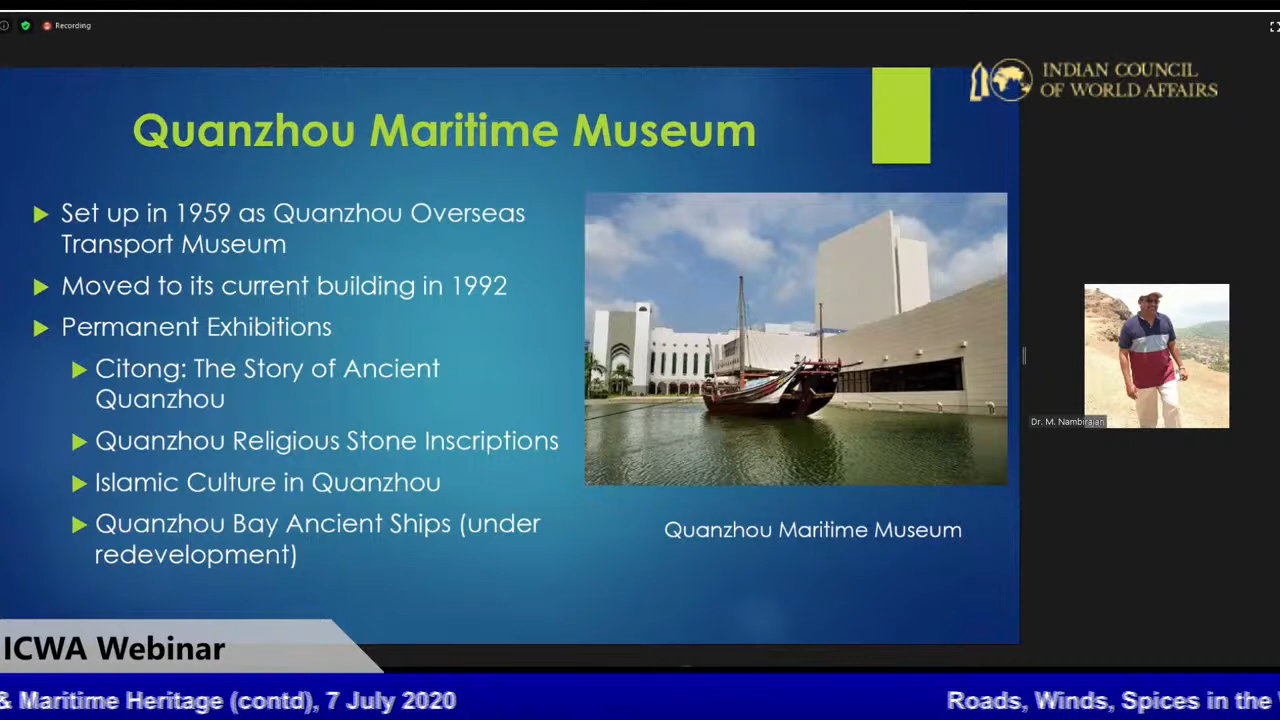 Recording
INDIAN COUNCIL
OF WORLD AFFAIRS
Quanzhou Maritime Museum
Set up in 1959 as Quanzhou Overseas
Transport Museum
Moved to its current building in 1992
Permanent Exhibitions
Citong: The Story of Ancient
Quanzhou
Quanzhou Religious Stone Inscriptions
Islamic Culture in Quanzhou
Quanzhou Bay Ancient Ships (under
redevelopment)
Quanzhou Maritime Museum
Dr. M. Nambirajan
ICWA Webinar
& Maritime Heritage (contd), 7 July 2020
Roads, Winds, Spices in the